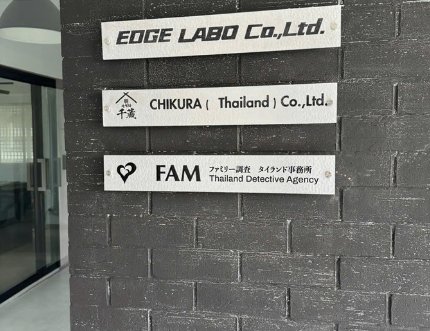 EDGE LABO Co.,Ltd.
千蔵
CHIKURA ( Thailand ) Co.,Ltd.
FAM
ファミリー調査 タイランド事務所
Thailand Detective Agency